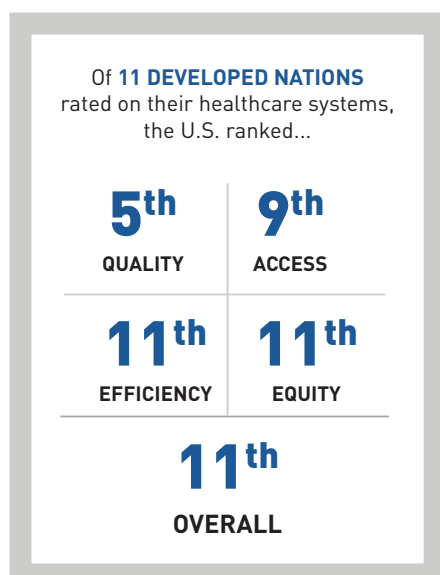 Of 11 DEVELOPED NATIONS
rated on their healthcare systems,
the U.S. ranked...
5th
QUALITY
9th
ACCESS
11th
EFFICIENCY
11th
EQUITY
11th
OVERALL